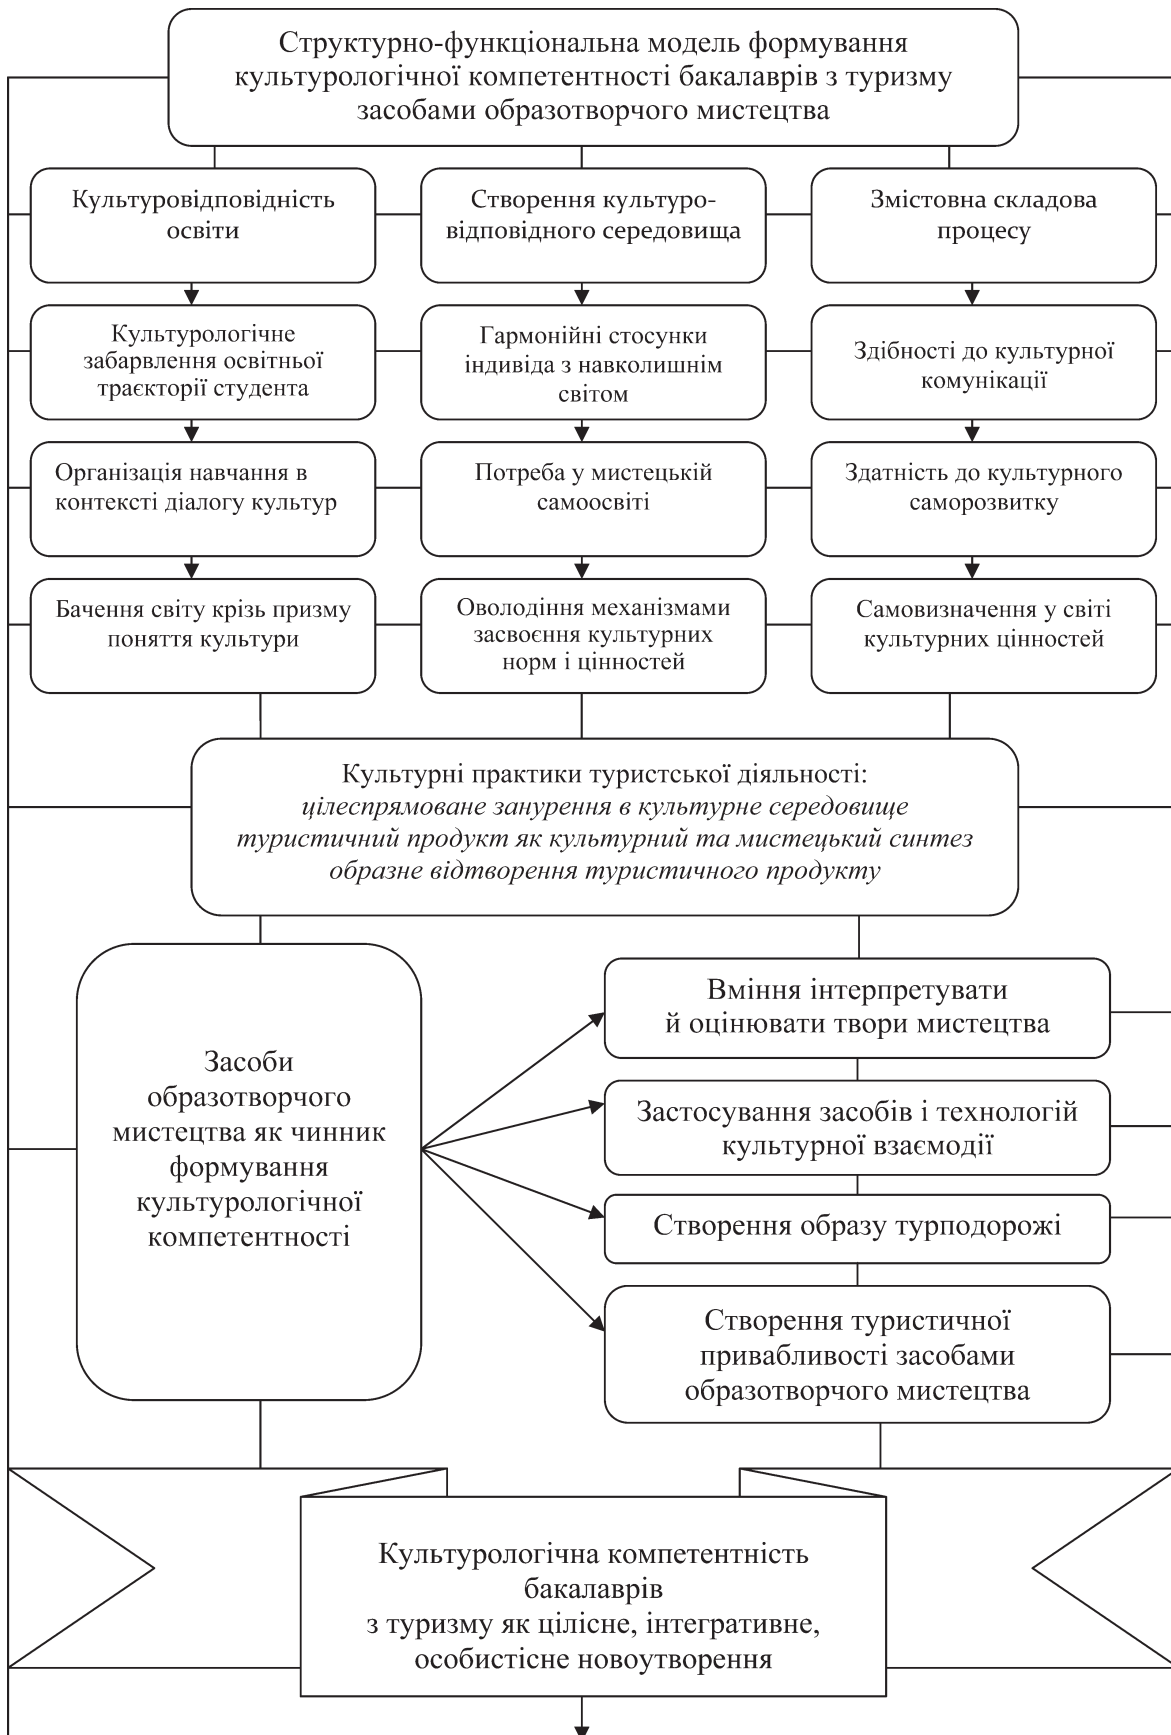 Структурно-функціональна модель формування
культурологічної компетентності бакалаврів з туризму
засобами образотворчого мистецтва
Культуровідповідність
освіти
Створення культуро-
відповідного середовища
Змістовна складова
процесу
Культурологічне
забарвлення освітньої
траєкторії студента
Гармонійні стосунки
індивіда з навколишнім
світом
Здібності до культурної
комунікації
Організація навчання в
контексті діалогу культур
Потреба у мистецькій
самоосвіті
Здатність до культурного
саморозвитку
Бачення світу крізь призму
поняття культури
Оволодіння механізмами
засвоєння культурних
норм і цінностей
Самовизначення у світі
культурних цінностей
Культурні практики туристської діяльності:
цілеспрямоване занурення в культурне середовище
туристичний продукт як культурний та мистецький синтез
образне відтворення туристичного продукту
Засоби
образотворчого
мистецтва як чинник
формування
культурологічної
компетентності
Вміння інтерпретувати
й оцінювати твори мистецтва
Застосування засобів і технологій
культурної взаємодії
Створення образу турподорожі
Створення туристичної
привабливості засобами
образотворчого мистецтва
Культурологічна компетентність
бакалаврів
з туризму як цілісне, інтегративне,
особистісне новоутворення